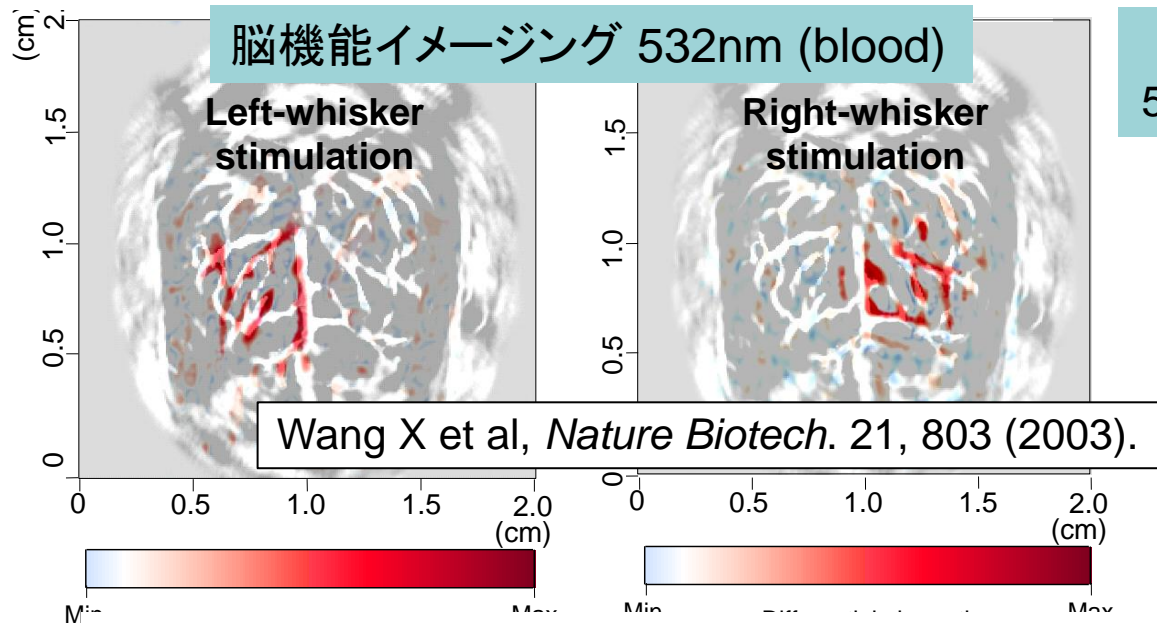 脳機能イメージング 532nm (blood)
5
Left-whisker
stimulation
Right-whisker
stimulation
(cm)
2.
1.5
1.0
0.5
0
1.5
1.0
0.5
0
Wang X et al, Nature Biotech. 21, 803 (2003).
0 0.5 1.0 1.5 2.0
(cm)
0 0.5 1.0 1.5 2.0
(cm)
Min Max
Min Max